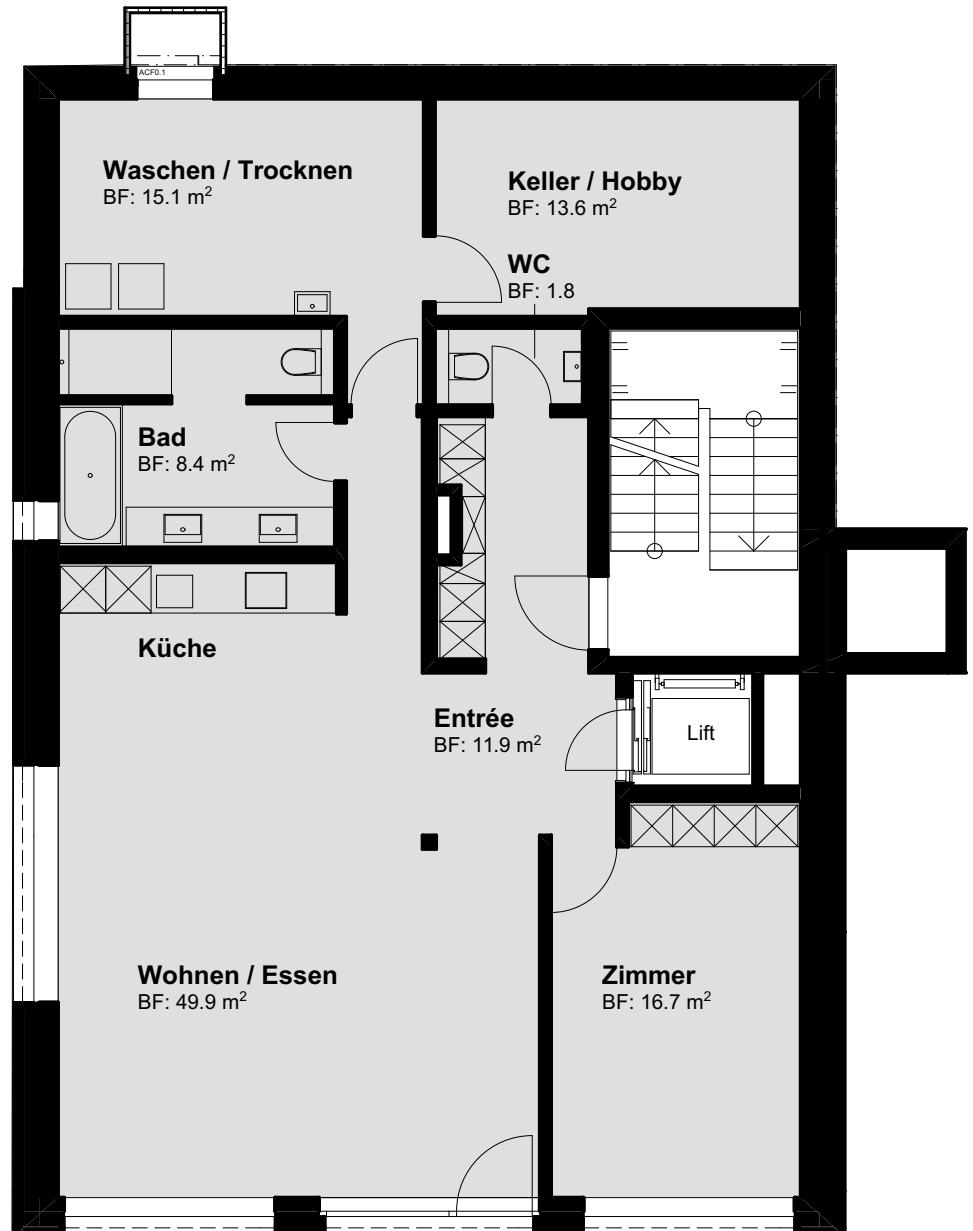 ACF0.1
Waschen / Trocknen
BF: 15.1 m²
Keller / Hobby
BF: 13.6 m²
WC
BF: 1.8
Bad
BF: 8.4 m²
Küche
Entrée
BF: 11.9 m²
Lift
Wohnen / Essen
BF: 49.9 m²
Zimmer
BF: 16.7 m²